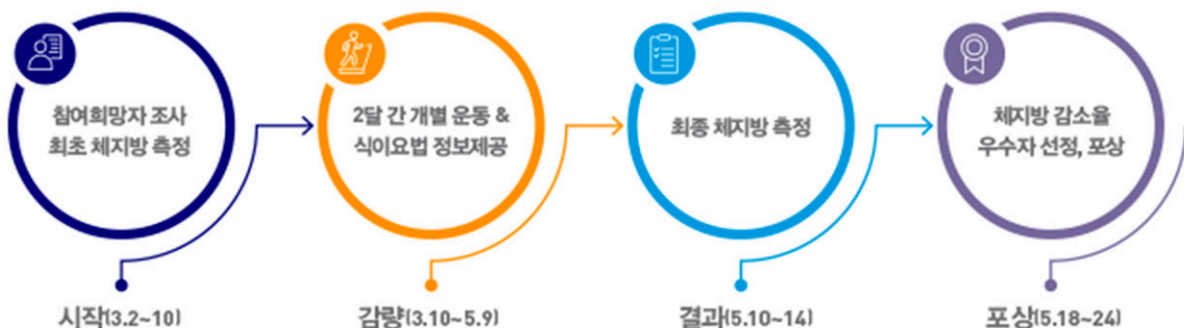 참여희망자 조사
최초 체지방 측정
2달 간 개별 운동 &
식이요법 정보제공
최종 체지방 측정
체지방 감소율
우수자 선정, 포상
시작(3.2~10)
감량(3.10~5.9)
결과(5.10~14)
포상(5.18~24)